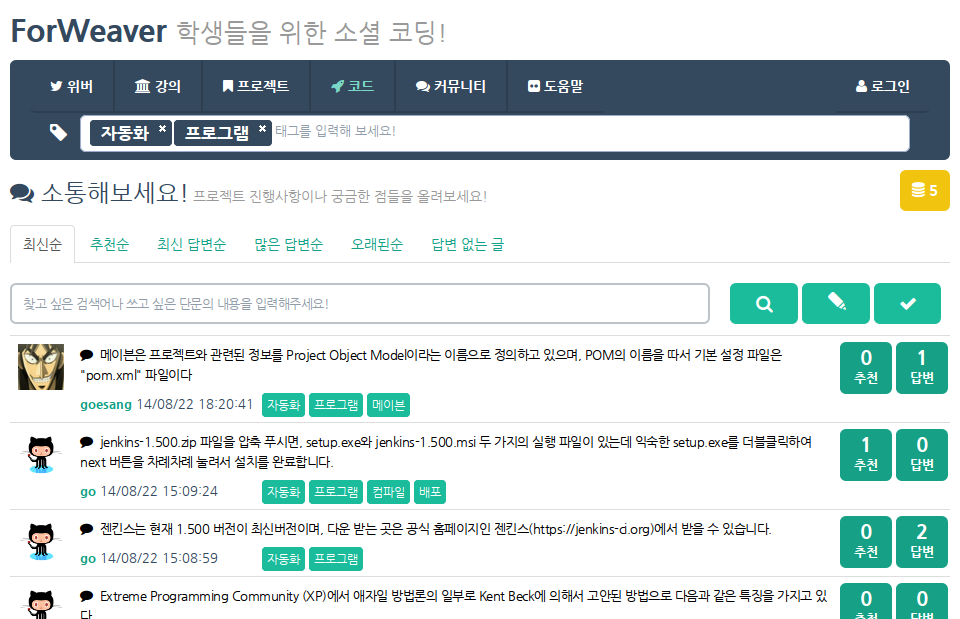 ForWeaver 학생들을 위한 소셜 코딩!
위버 강의 프로젝트 코드 커뮤니티 도움말 로그인
자동화 × 프로그램 × 태그를 입력해 보세요!
소통해보세요! 프로젝트 진행사항이나 궁금한 점들을 올려보세요! 5
최신순 추천순 최신 답변순 많은 답변순 오래된순 답변 없는 글
찾고 싶은 검색어나 쓰고 싶은 단문의 내용을 입력해주세요!
메이븐은 프로젝트와 관련된 정보를 Project Object Model이라는 이름으로 정의하고 있으며, POM의 이름을 따서 기본 설정 파일은
"pom.xml" 파일이다
0 추천 1 답변
goesang 14/08/22 18:20:41 자동화 프로그램 메이븐
jenkins-1.500.zip 파일을 압축 푸시면, setup.exe와 jenkins-1.500.msi 두 가지의 실행 파일이 있는데 익숙한 setup.exe를 더블클릭하여
next 버튼을 차례차례 눌러서 설치를 완료합니다.
1 추천 0 답변
go 14/08/22 15:09:24 자동화 프로그램 컴파일 배포
젠킨스는 현재 1.500 버전이 최신버전이며, 다운 받는 곳은 공식 홈페이지인 젠킨스(https://jenkins-ci.org)에서 받을 수 있습니다.
0 추천 2 답변
go 14/08/22 15:08:59 자동화 프로그램
Extreme Programming Community (XP)에서 애자일 방법론의 일부로 Kent Beck에 의해서 고안된 방법으로 다음과 같은 특징을 가지고 있
다
0 추천 0 답변